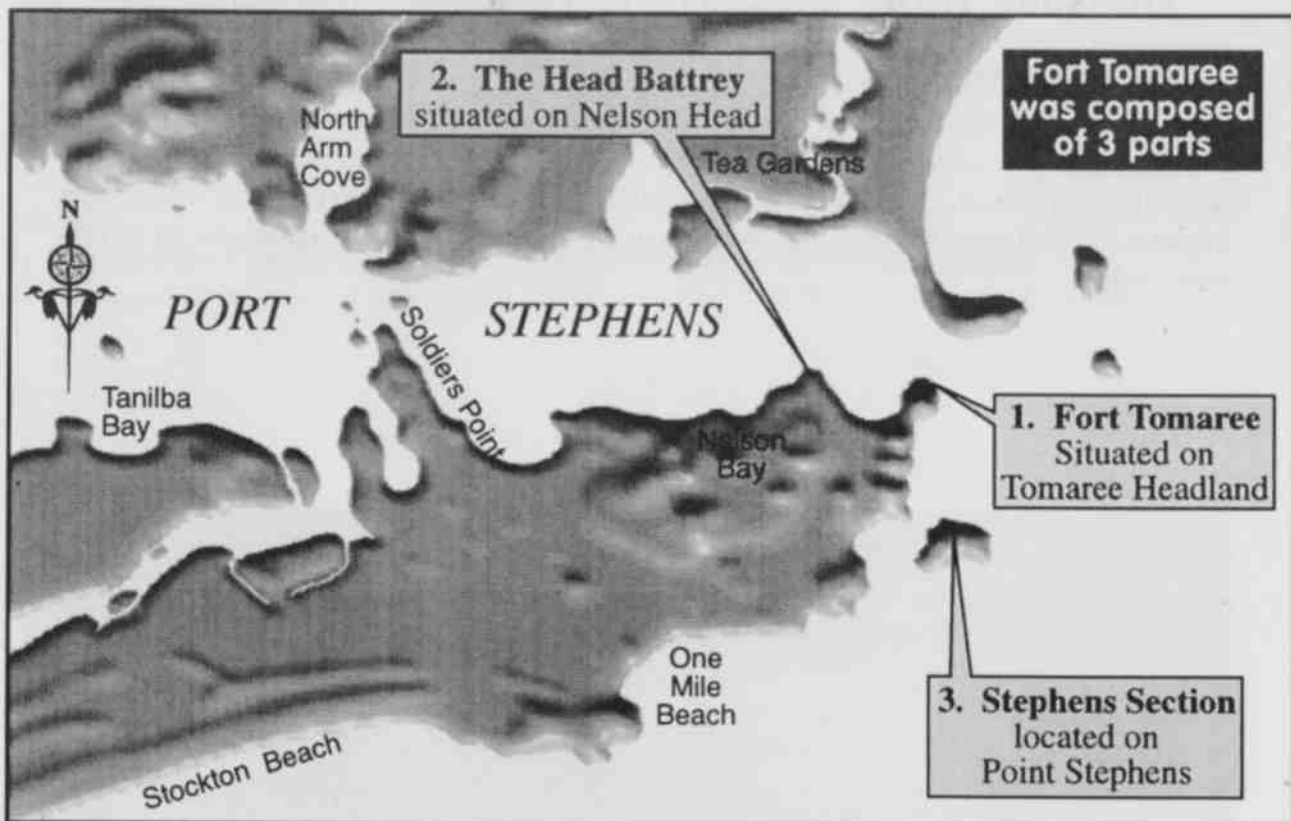 Fort Tomaree
was composed
of 3 parts
2. The Head Battrey
situated on Nelson Head
North
Arm
Cove
Tea Gardens
N
PORT STEPHENS
Soldiers Point
Tanilba
Bay
Nelson
Bay
1. Fort Tomaree
Situated on
Tomaree Headland
One
Mile
Beach
3. Stephens Section
located on
Point Stephens
Stockton Beach